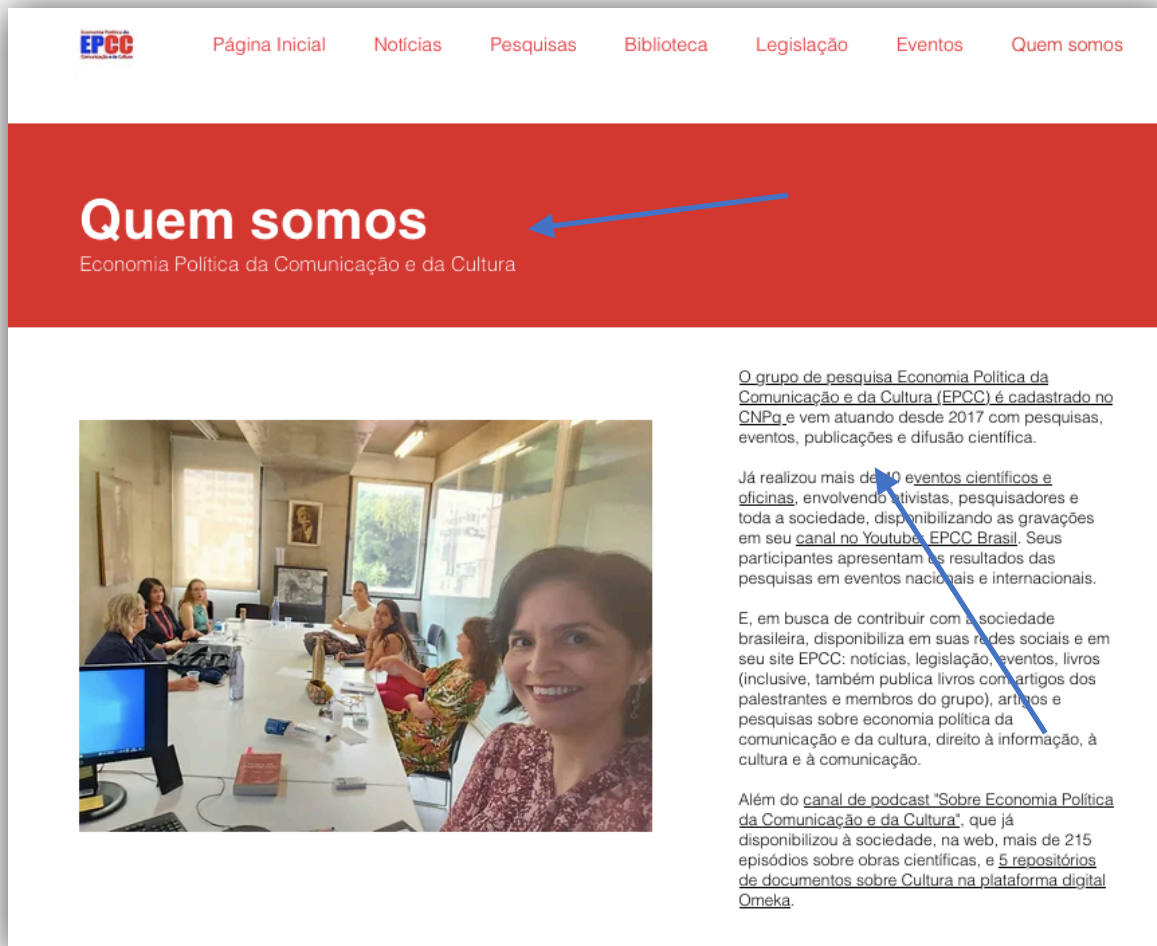 Economia Política da
EPCC
Comunicação e da Cultura
Página Inicial
Notícias
Pesquisas
Biblioteca
Legislação
Eventos
Quem somos
Quem somos
Economia Política da Comunicação e da Cultura
O grupo de pesquisa Economia Política da
Comunicação e da Cultura (EPCC) é cadastrado no
CNPq e vem atuando desde 2017 com pesquisas,
eventos, publicações e difusão científica.
Já realizou mais de eventos científicos e
oficinas, envolvendo ativistas, pesquisadores e
toda a sociedade, disponibilizando as gravações
em seu canal no Youtube: EPCC Brasil. Seus
participantes apresentam os resultados das
pesquisas em eventos nacionais e internacionais.
E, em busca de contribuir com a sociedade
brasileira, disponibiliza em suas redes sociais e em
seu site EPCC: notícias, legislação, eventos, livros
(inclusive, também publica livros com artigos dos
palestrantes e membros do grupo), artigos e
pesquisas sobre economia política da
comunicação e da cultura, direito à informação, à
cultura e à comunicação.
Além do canal de podcast "Sobre Economia Política
da Comunicação e da Cultura", que já
disponibilizou à sociedade, na web, mais de 215
episódios sobre obras científicas, e 5 repositórios
de documentos sobre Cultura na plataforma digital
Omeka.